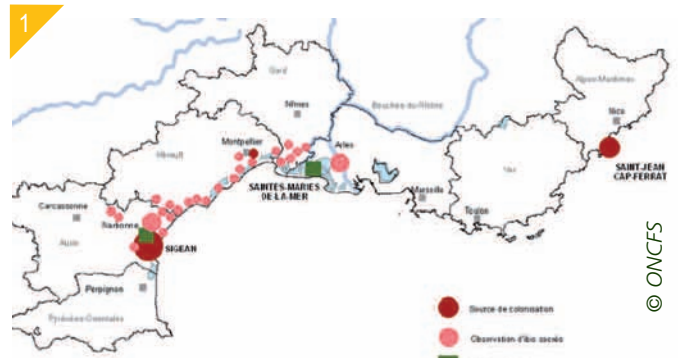 1
Gard
Alpes-Maritimes
Nîmes
Bouches-du-Rhône
Nice
Hérault
Montpellier
Arles
SAINT-JEAN
CAP-FERRAT
Var
SAINTES-MARIES
DE-LA-MER
Marseille
Toulon
Carcassonne
Narbonne
Aude
SIGEAN
Perpignan
Pyrénées-Orientales
Source de colonisation
Observation d'ibis sacrés
© ONCFS